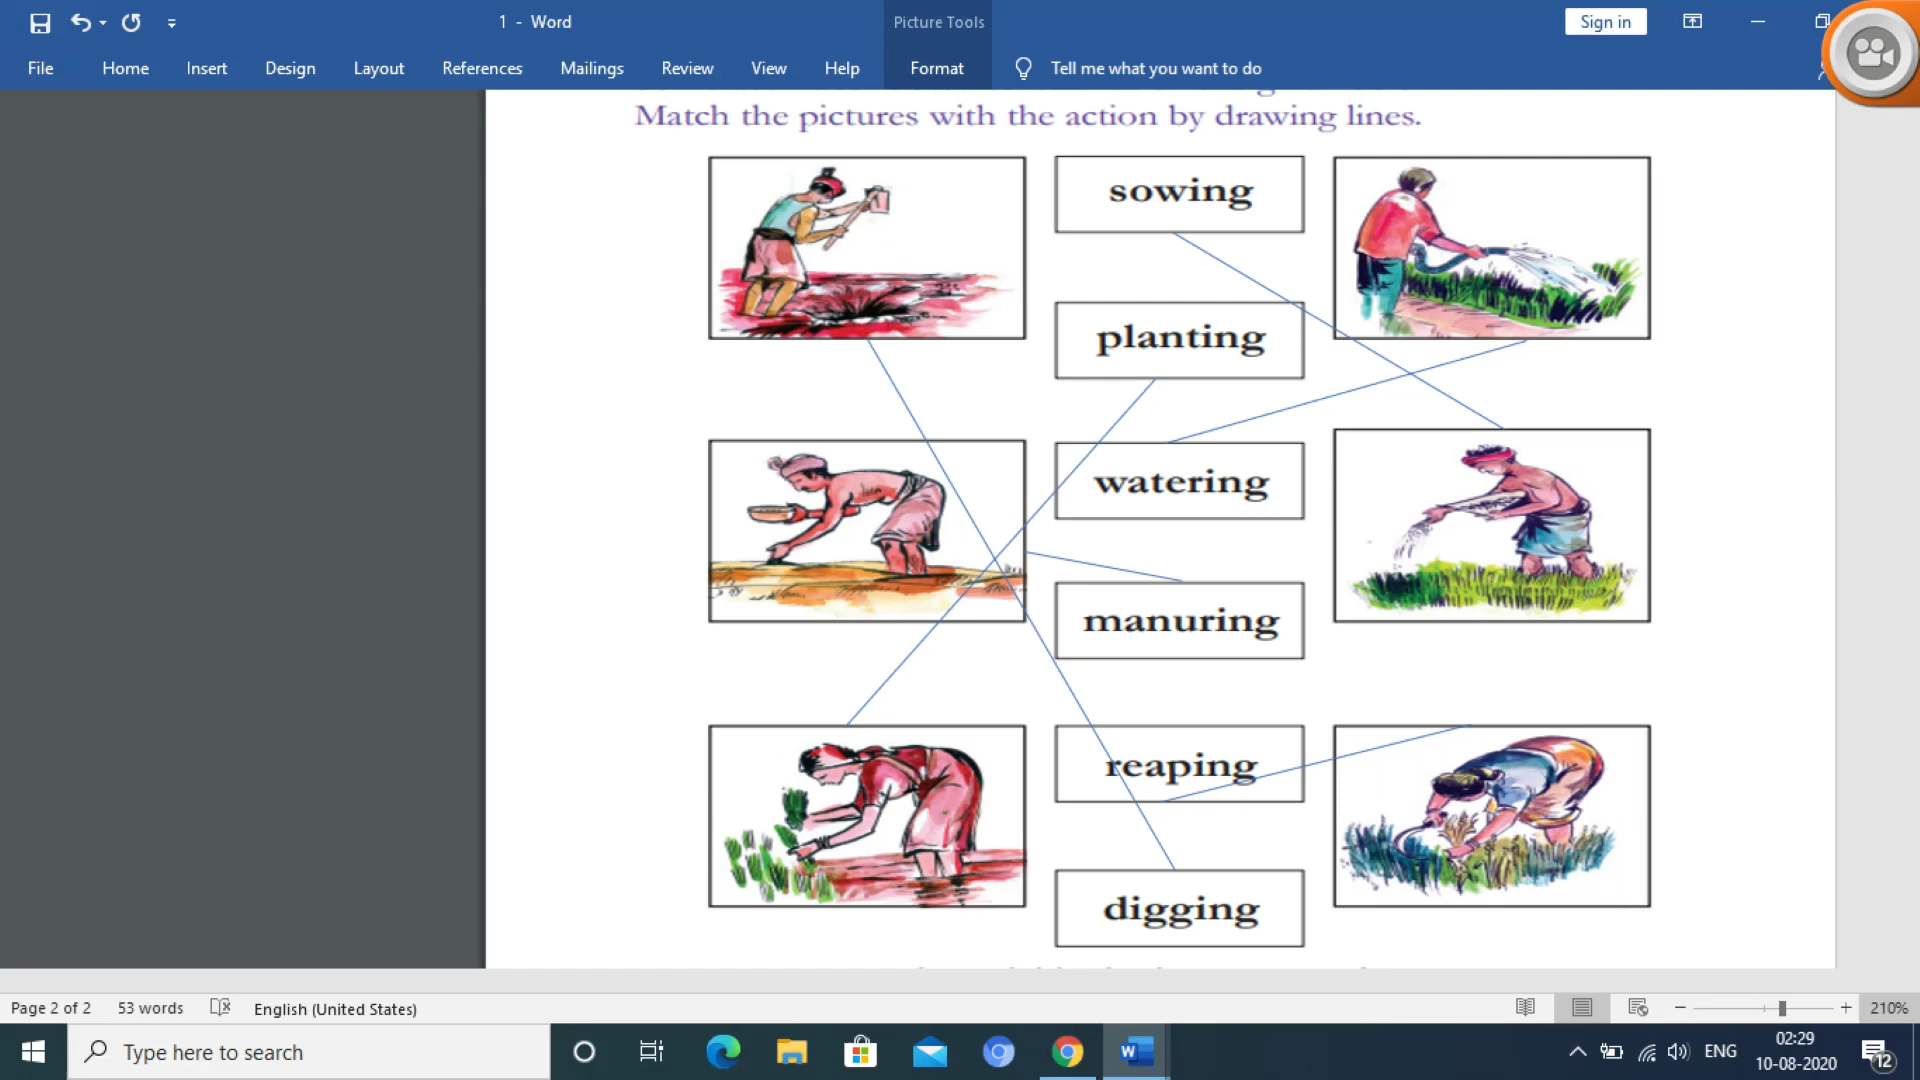 1 - Word
Picture Tools
Sign in
File Home Insert Design Layout References Mailings Review View Help Format Tell me what you want to do
Match the pictures with the action by drawing lines.
sowing
planting
watering
manuring
reaping
digging
Page 2 of 2 53 words English (United States) 210%
Type here to search
ENG
02:29
10-08-2020
12